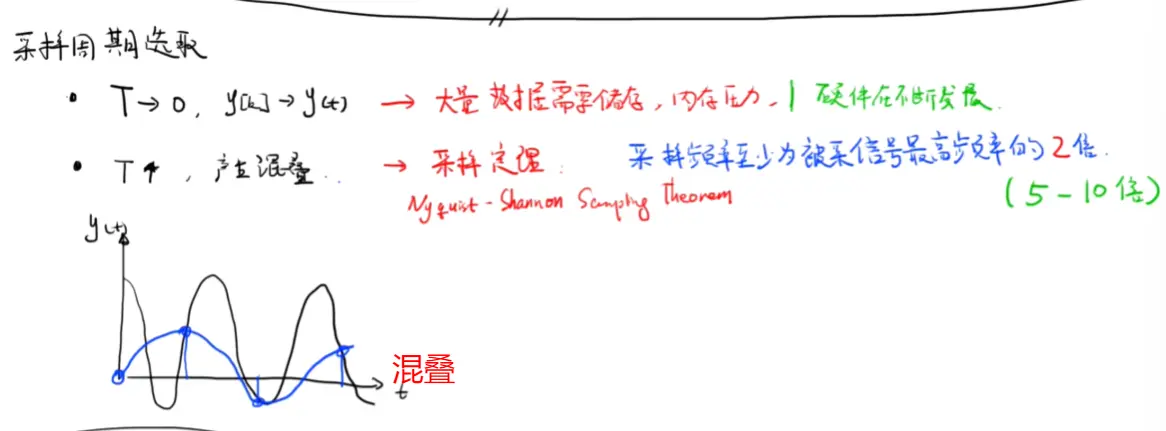 采样周期选取
• T→0, y[k]→y(t) → 大量数据需要储存,内存压力, | 硬件在不断发展.
• T↑, 产生混叠.. → 采样定理. 采样频率至少为被采信号最高频率的2倍.
Nyquist-Shannon Sampling Theorem (5-10倍)
y(t)
混叠
t